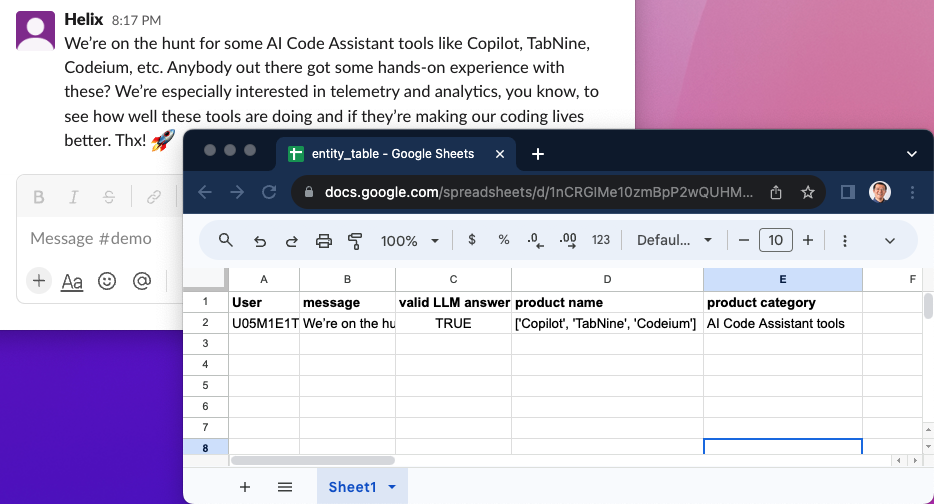 Helix 8:17 PM
We’re on the hunt for some AI Code Assistant tools like Copilot, TabNine,
Codeium, etc. Anybody out there got some hands-on experience with
these? We’re especially interested in telemetry and analytics, you know, to
see how well these tools are doing and if they’re making our coding lives
better. Thx! 🚀
B I S
Message #demo
+ Aa @
entity_table - Google Sheets × +
docs.google.com/spreadsheets/d/1nCRGlMe10zmBpP2wQUHM...
100% $ % .0 .00 123 Defaul... − 10 +
A B C D E F
1 User message valid LLM answer product name product category
2 U05M1E1T We’re on the hu TRUE ['Copilot', 'TabNine', 'Codeium'] AI Code Assistant tools
3
4
5
6
7
8
+ Sheet1